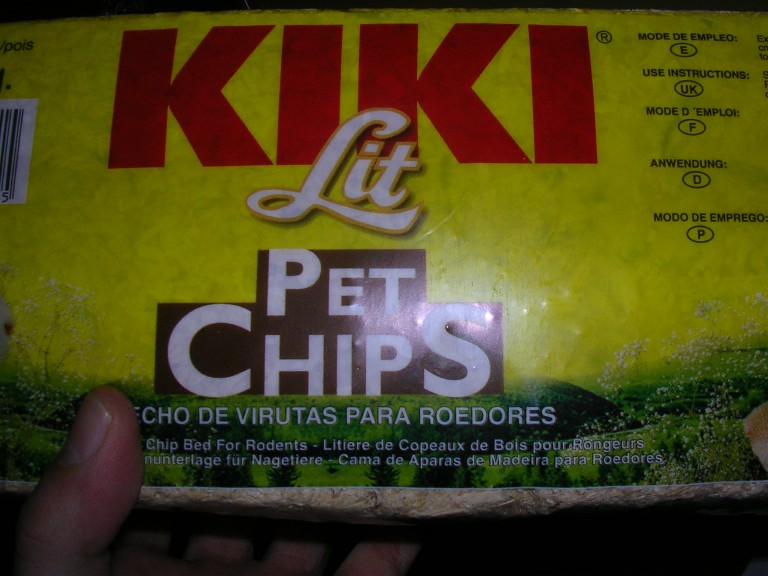 /pois
KIKI ®
Lit
PET
CHIPS
ECHO DE VIRUTAS PARA ROEDORES
Chip Bed For Rodents - Litiere de Copeaux de Bois pour Rongeurs
nunterlage für Nagetiere - Cama de Aparas de Madeira para Roedores
MODE DE EMPLEO:
E
USE INSTRUCTIONS:
UK
MODE D´EMPLOI:
F
ANWENDUNG:
D
MODO DE EMPREGO:
P
5